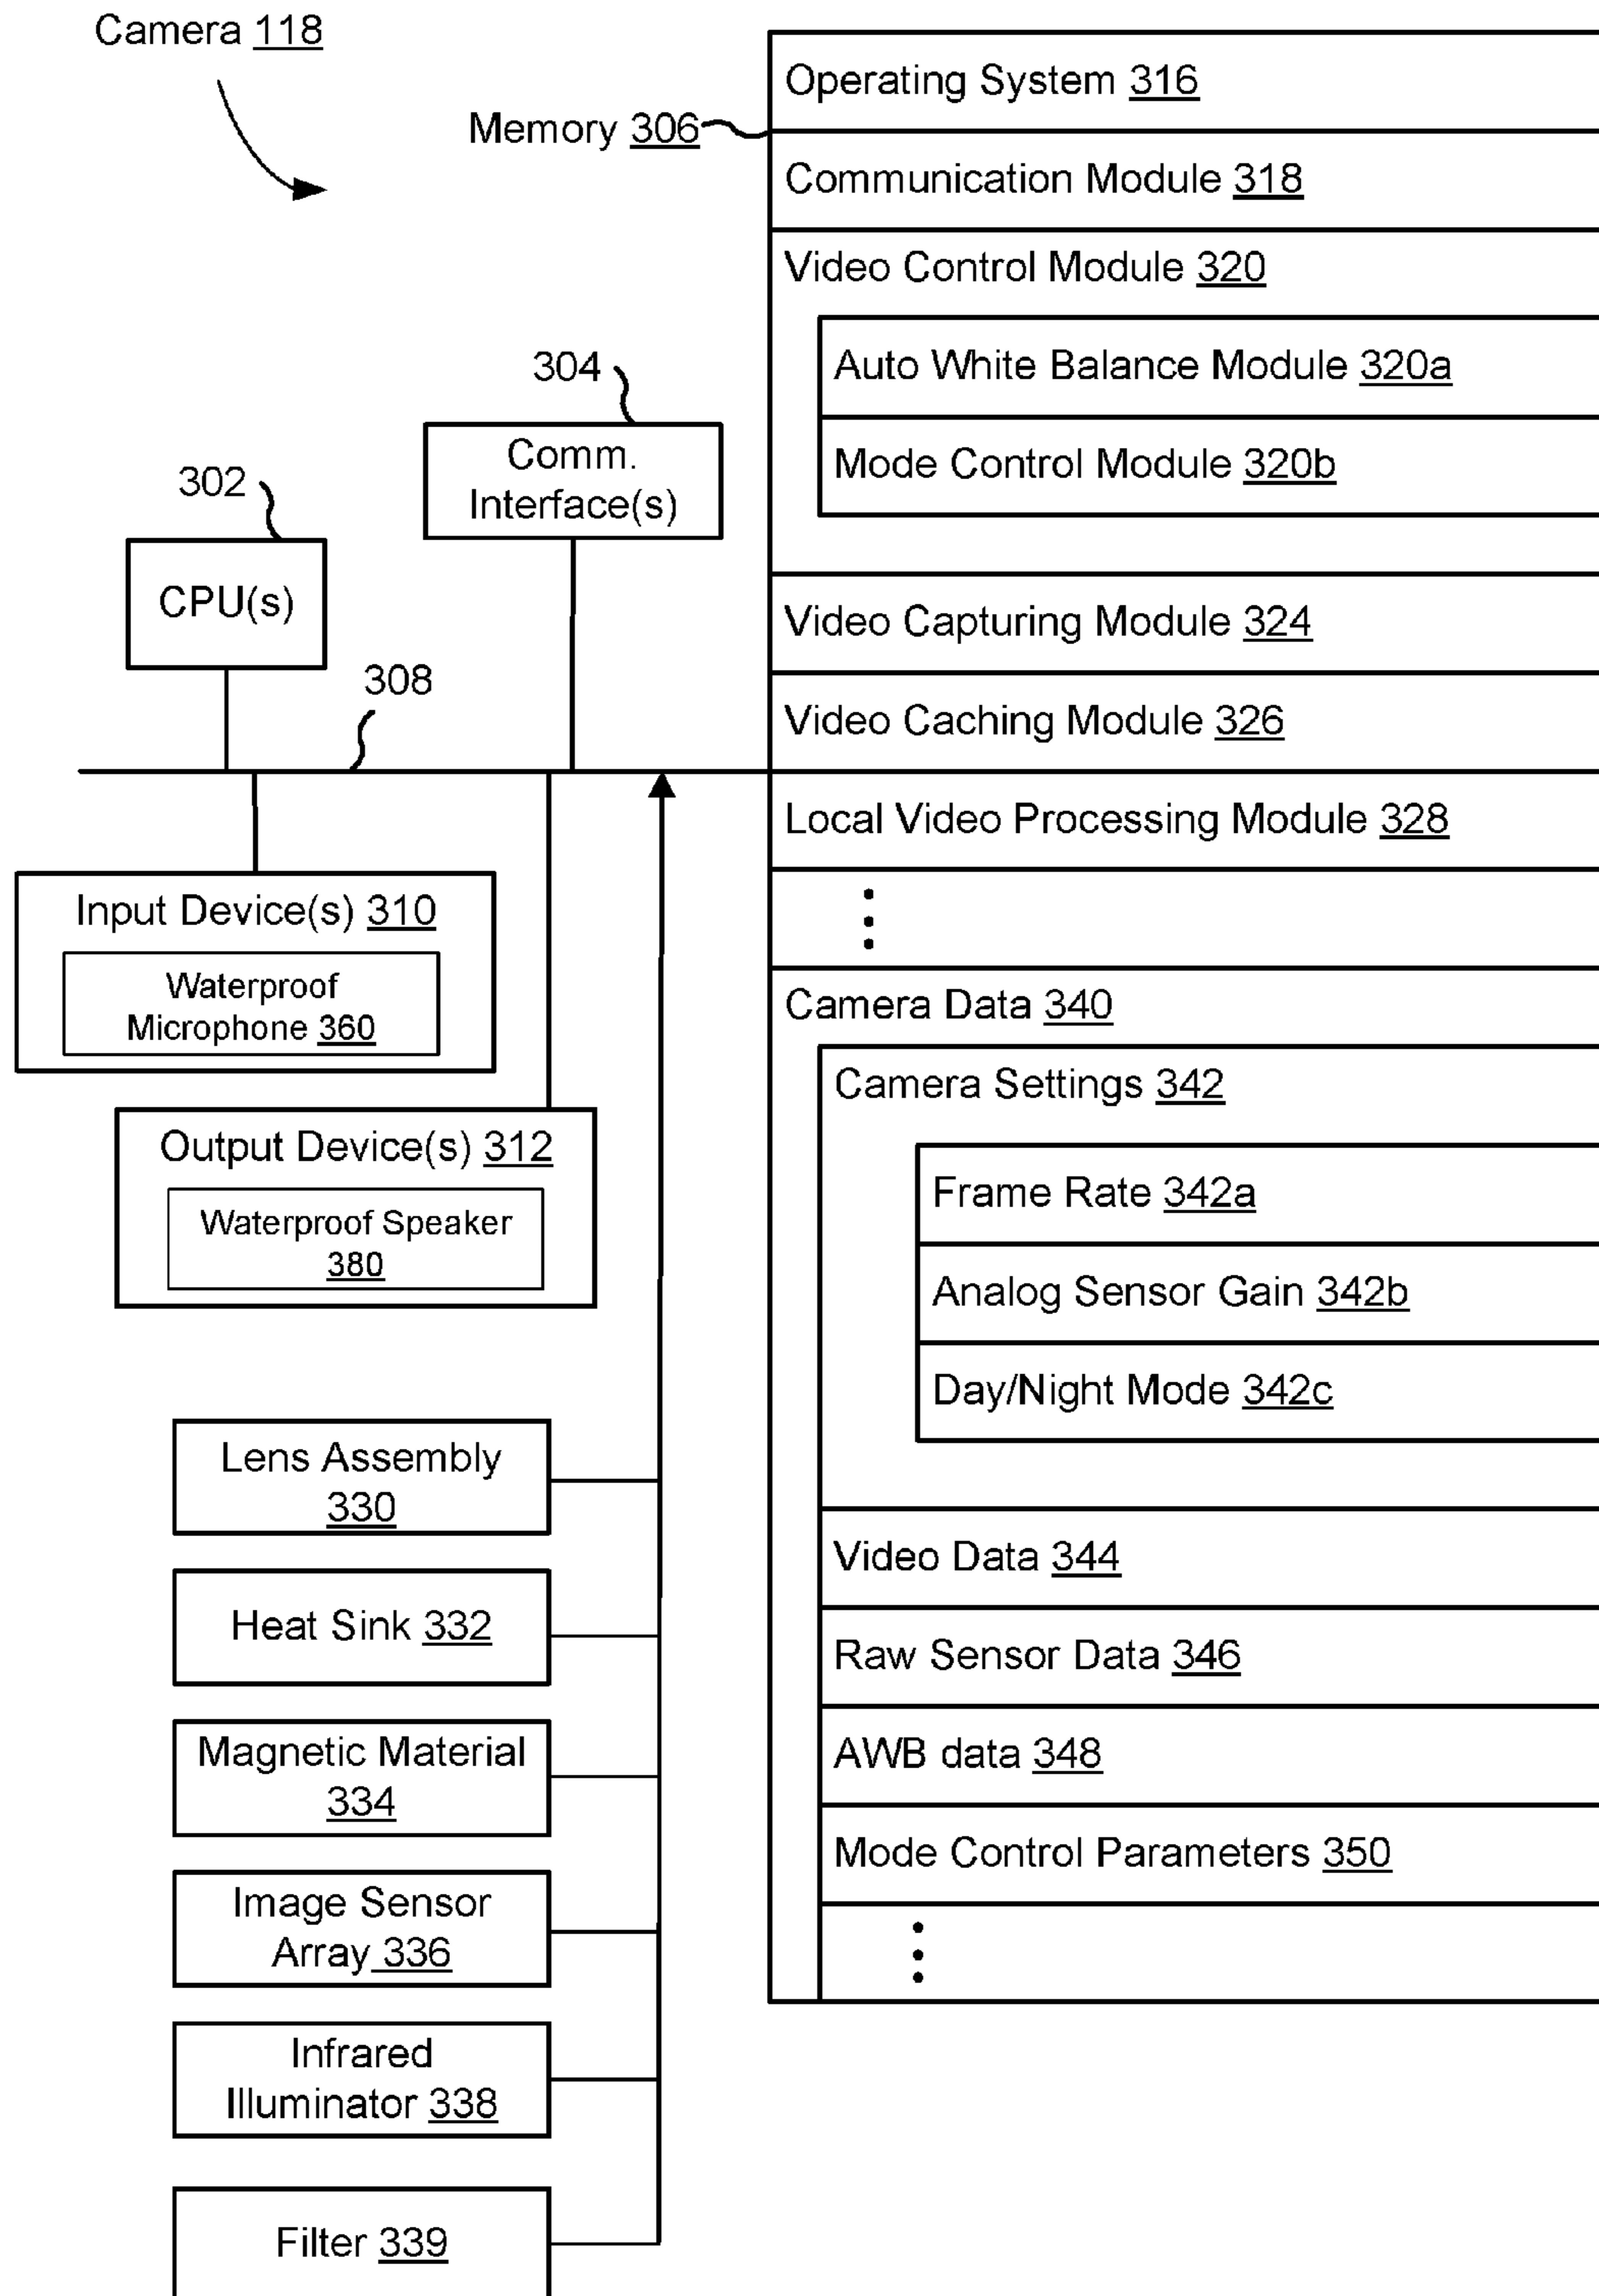 Camera 118
Memory 306
304
Comm.
Interface(s)
302
CPU(s)
308
Input Device(s) 310
Waterproof
Microphone 360
Output Device(s) 312
Waterproof Speaker
380
Lens Assembly
330
Heat Sink 332
Magnetic Material
334
Image Sensor
Array 336
Infrared
Illuminator 338
Filter 339
Operating System 316
Communication Module 318
Video Control Module 320
Auto White Balance Module 320a
Mode Control Module 320b
Video Capturing Module 324
Video Caching Module 326
Local Video Processing Module 328
Camera Data 340
Camera Settings 342
Frame Rate 342a
Analog Sensor Gain 342b
Day/Night Mode 342c
Video Data 344
Raw Sensor Data 346
AWB data 348
Mode Control Parameters 350